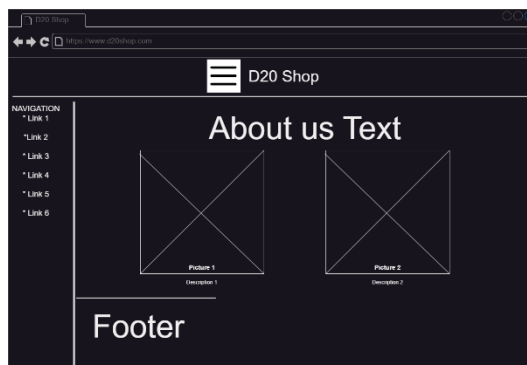 D20 Shop
https://www.d20shop.com
D20 Shop
NAVIGATION
* Link 1
*Link 2
* Link 3
* Link 4
* Link 5
* Link 6
About us Text
Picture 1
Picture 2
Description 1
Description 2
Footer